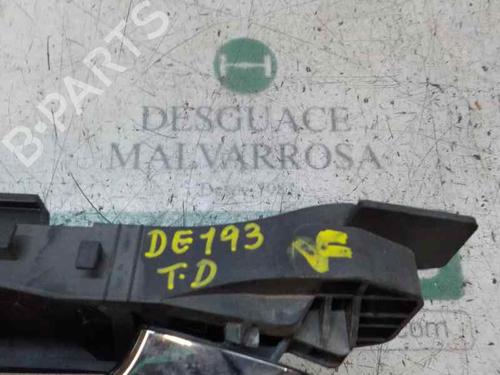 B-PARTS
DESGUACE
MALVARROSA
DE193
T.D